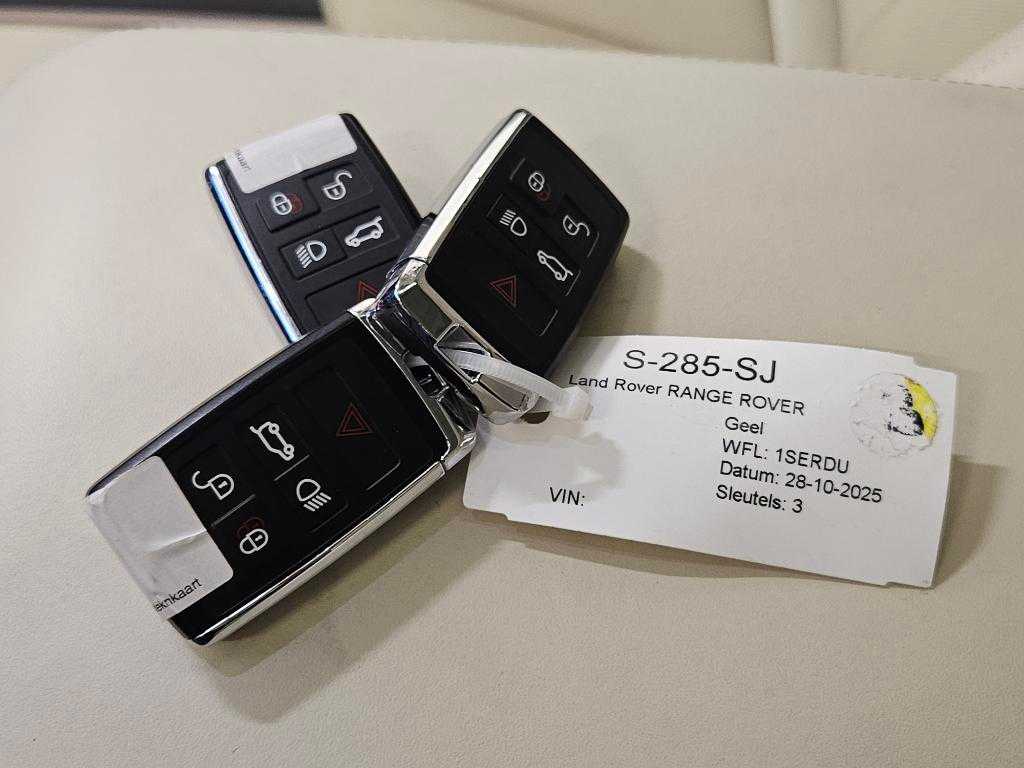 S-285-SJ
Land Rover RANGE ROVER
Geel
WFL: 1SERDU
Datum: 28-10-2025
Sleutels: 3
VIN: